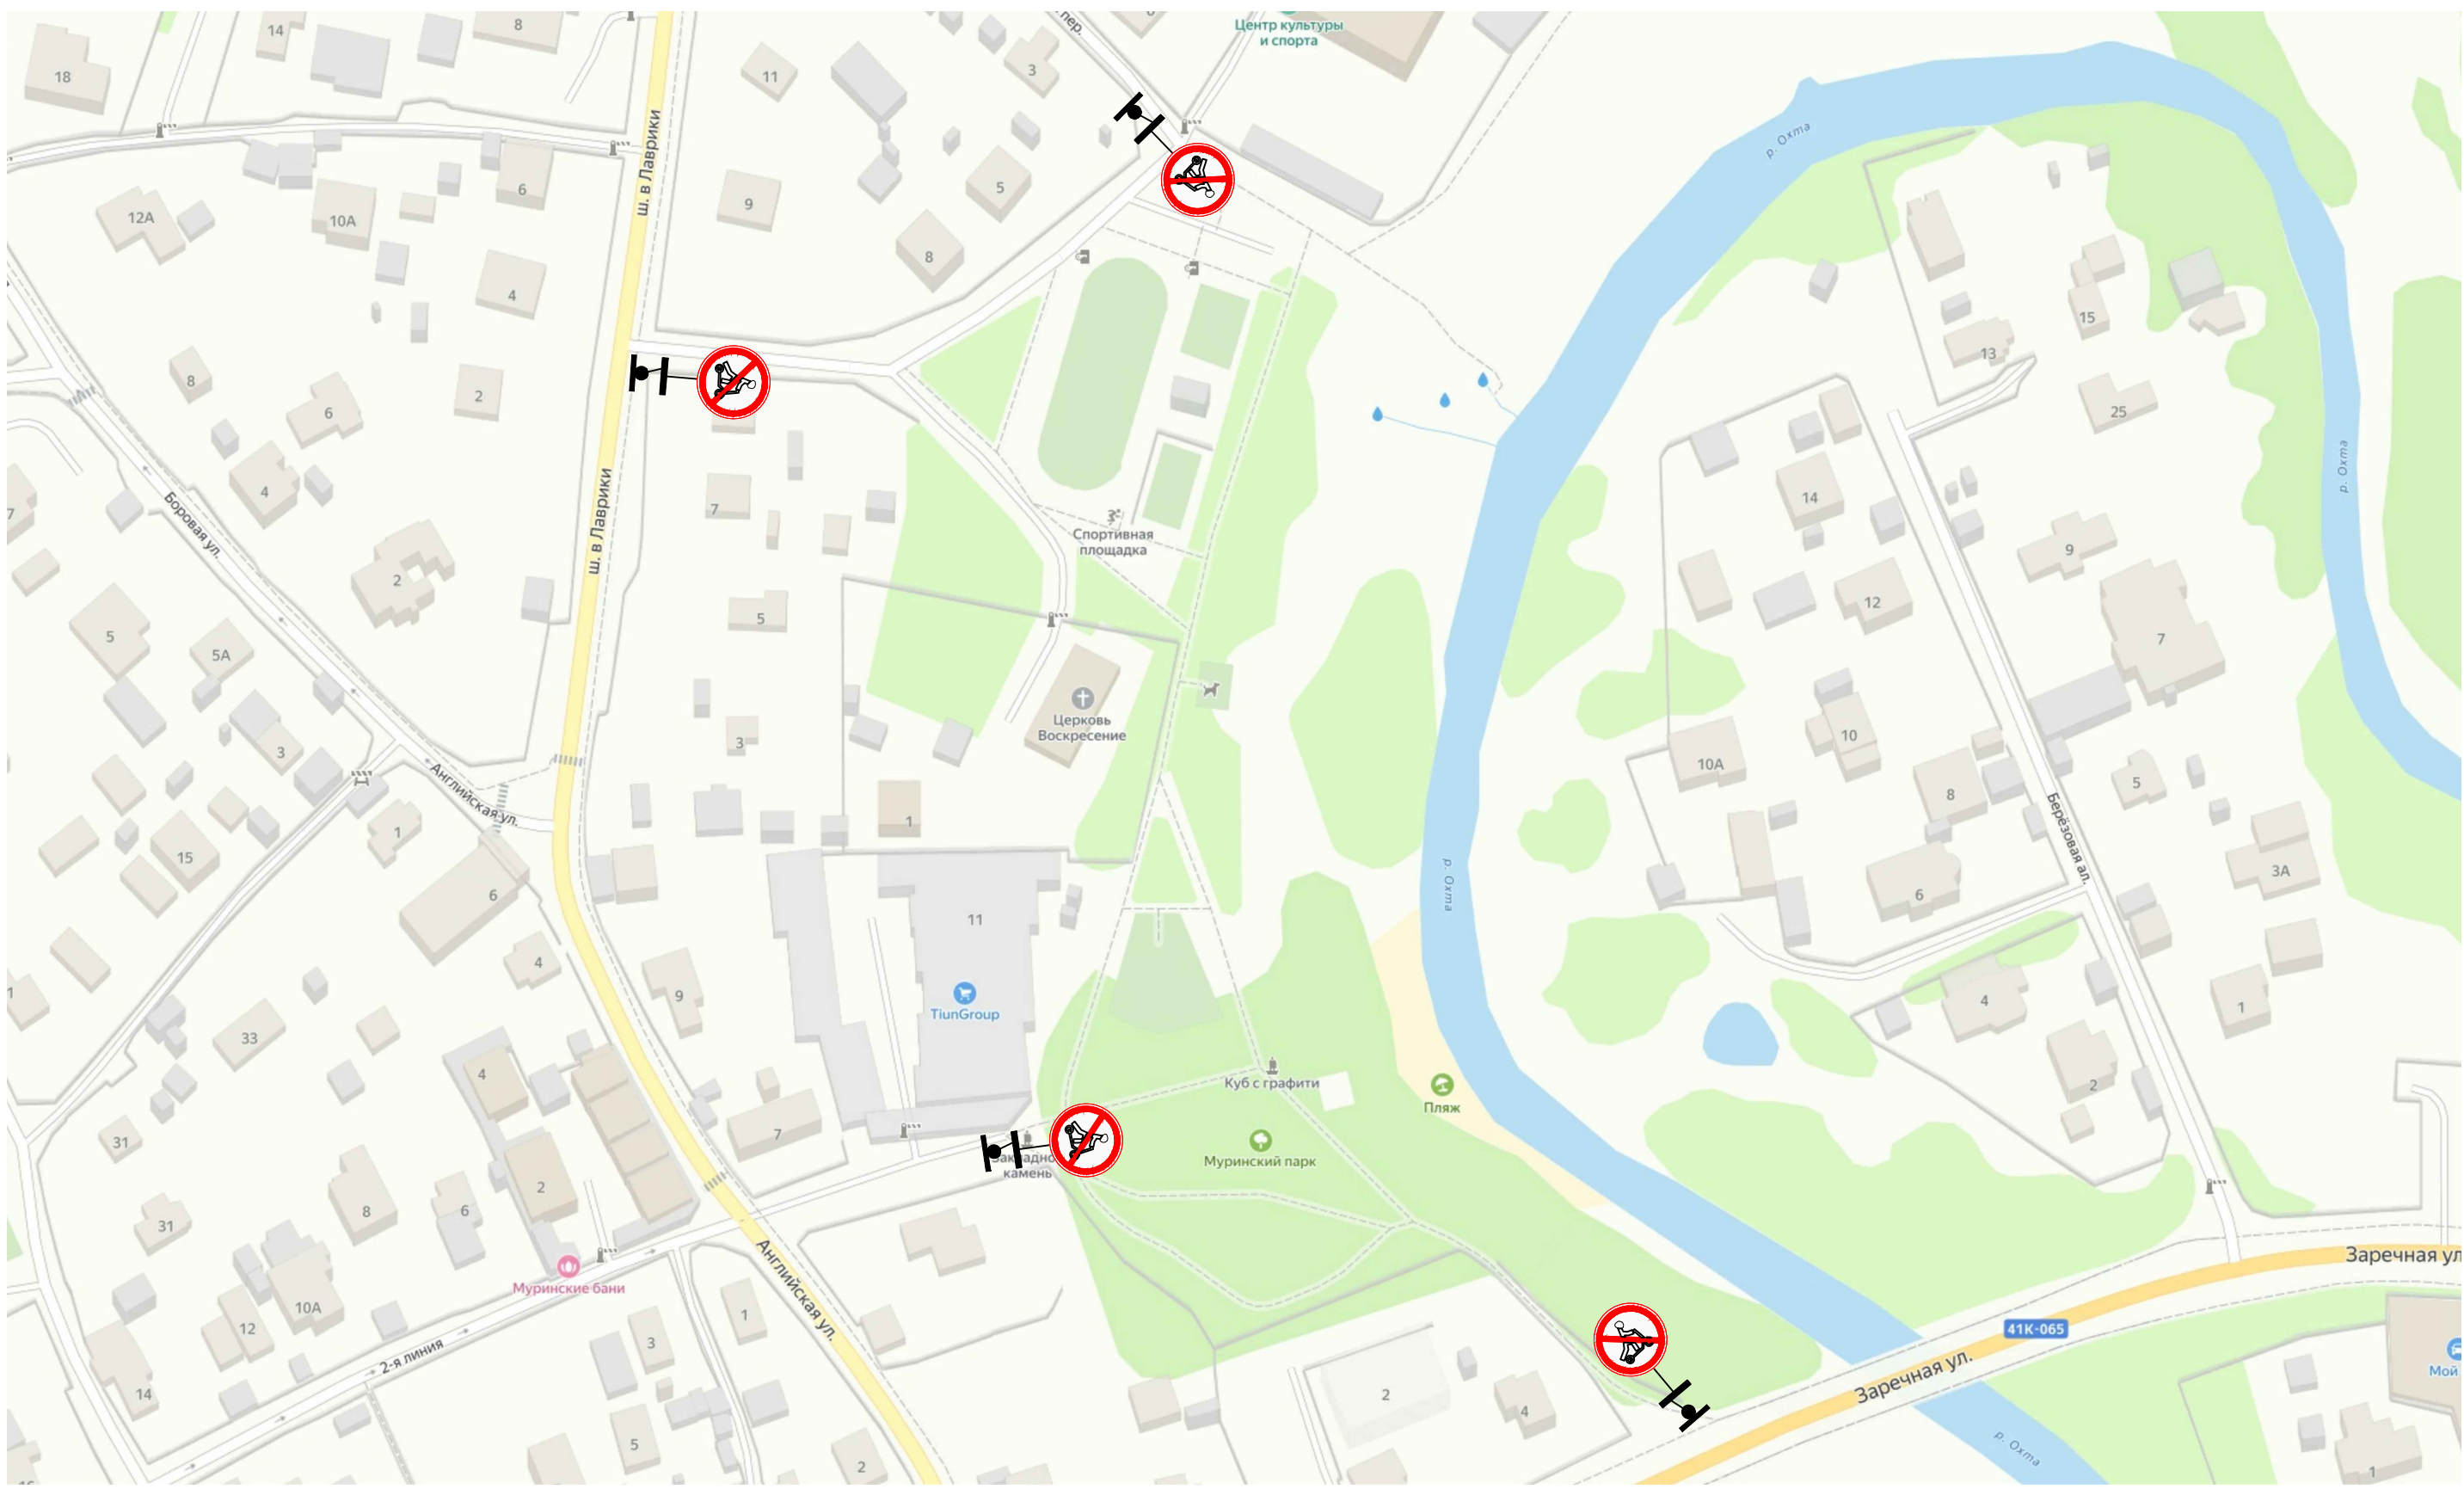 пер.
Центр культуры
и спорта
14
8
18
11
3
ш. в Лаврики
р. Охта
12А
10А
6
9
5
8
4
15
13
8
6
2
25
р. Охта
7
4
Боровая ул.
ш. в Лаврики
7
14
Спортивная
площадка
9
2
12
5
5А
5
7
Церковь
Воскресение
3
3
10
10А
5
Английская ул.
8
Берёзовая ал.
1
1
15
р. Охта
6
6
3А
11
4
9
1
TiunGroup
4
1
33
4
Куб с графити
2
Пляж
31
7
Муринский парк
камень
2
8
6
31
Английская ул.
Заречная ул
Муринские бани
10А
1
12
3
41К-065
2-я линия
Заречная ул.
Мой
14
2
4
5
2
р. Охта
1